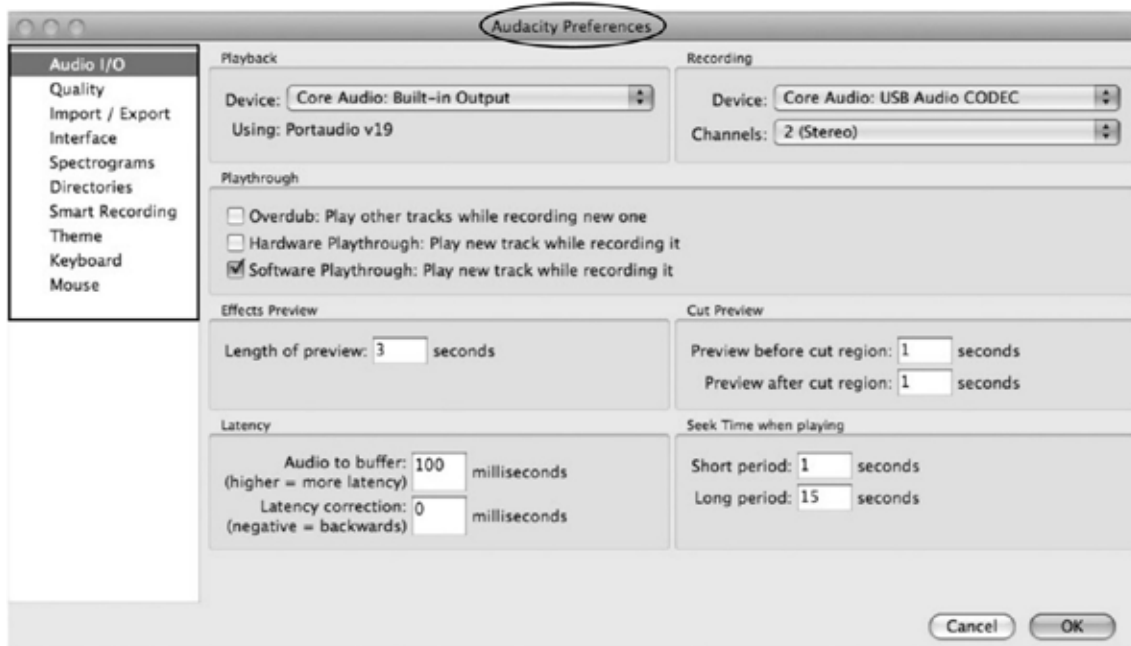 Audacity Preferences
Audio I/O
Quality
Import / Export
Interface
Spectrograms
Directories
Smart Recording
Theme
Keyboard
Mouse
Playback
Device: Core Audio: Built-in Output
Using: Portaudio v19
Recording
Device: Core Audio: USB Audio CODEC
Channels: 2 (Stereo)
Playthrough
Overdub: Play other tracks while recording new one
Hardware Playthrough: Play new track while recording it
Software Playthrough: Play new track while recording it
Effects Preview
Length of preview: 3 seconds
Cut Preview
Preview before cut region: 1 seconds
Preview after cut region: 1 seconds
Latency
Audio to buffer: 100 milliseconds
(higher = more latency)
Latency correction: 0 milliseconds
(negative = backwards)
Seek Time when playing
Short period: 1 seconds
Long period: 15 seconds
Cancel
OK